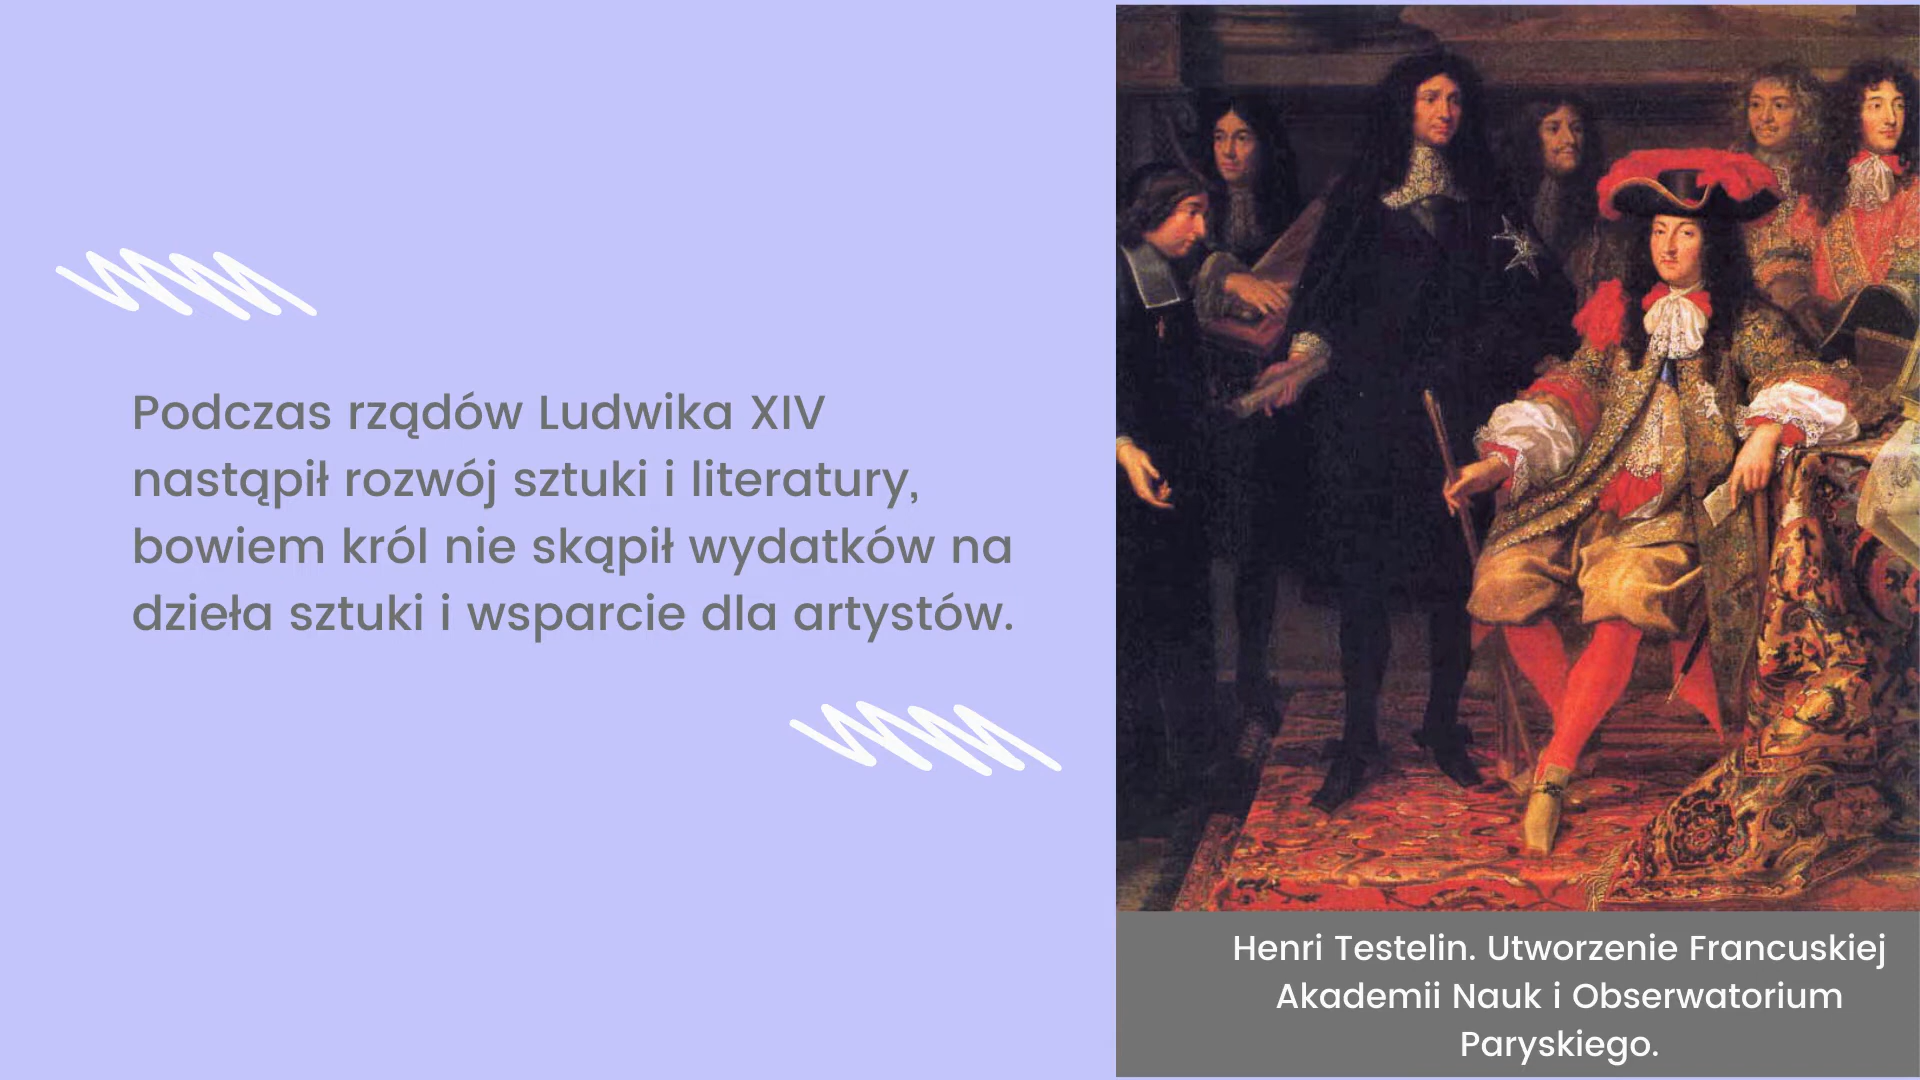 Podczas rządów Ludwika XIV
nastąpił rozwój sztuki i literatury,
bowiem król nie skąpił wydatków na
dzieła sztuki i wsparcie dla artystów.
Henri Testelin. Utworzenie Francuskiej
Akademii Nauk i Obserwatorium
Paryskiego.